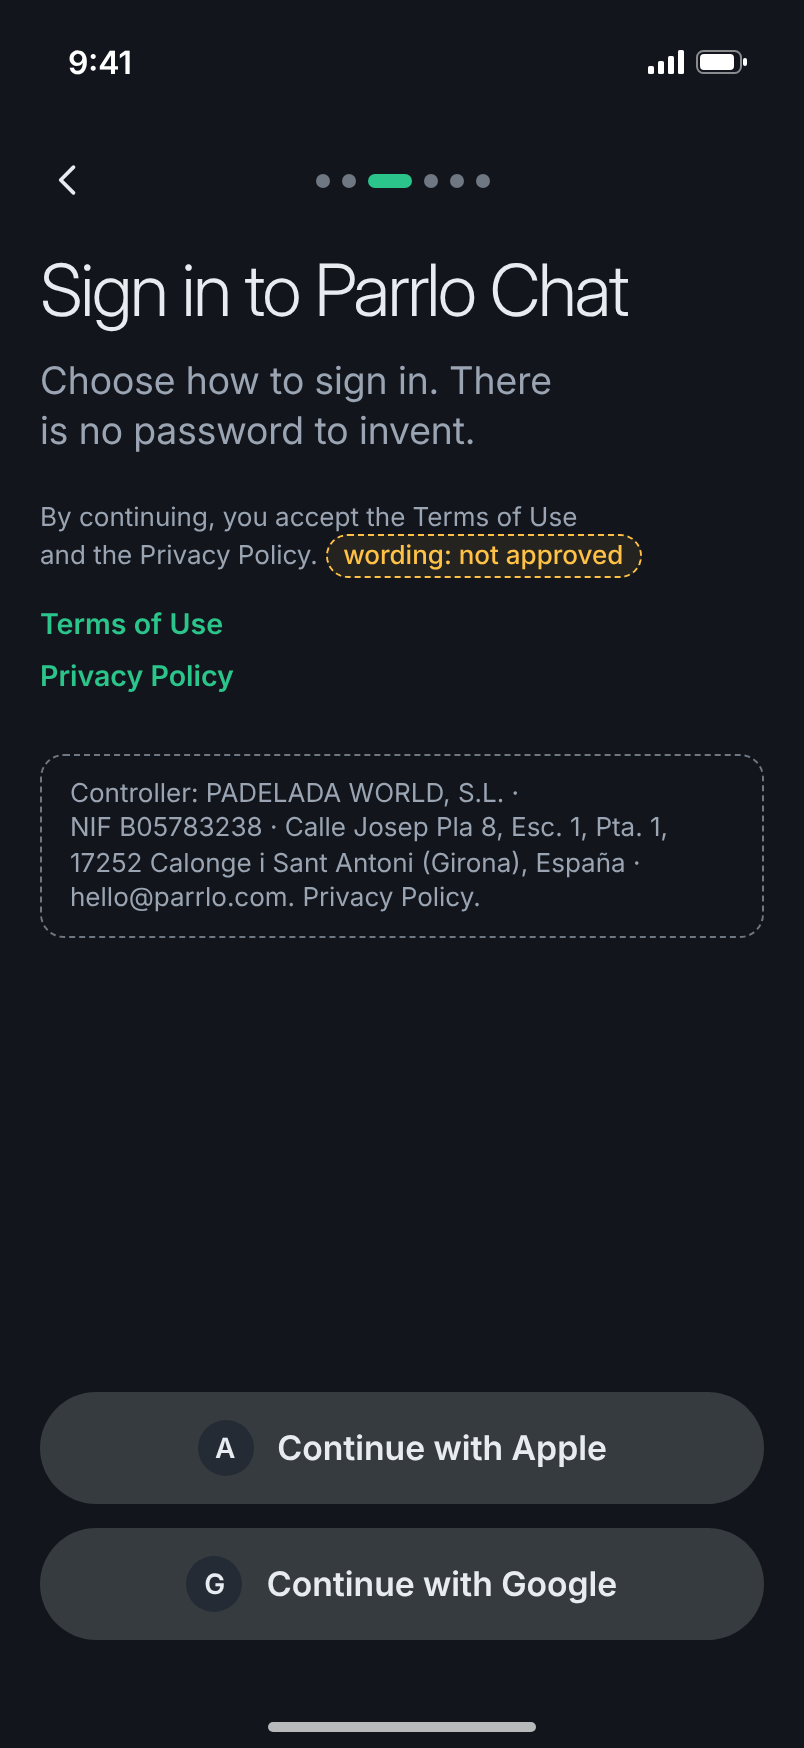 9:41
Sign in to Parrlo Chat
Choose how to sign in. There
is no password to invent.
By continuing, you accept the Terms of Use
and the Privacy Policy. wording: not approved
Terms of Use
Privacy Policy
Controller: PADELADA WORLD, S.L. ·
NIF B05783238 · Calle Josep Pla 8, Esc. 1, Pta. 1,
17252 Calonge i Sant Antoni (Girona), España ·
hello@parrlo.com. Privacy Policy.
A Continue with Apple
G Continue with Google